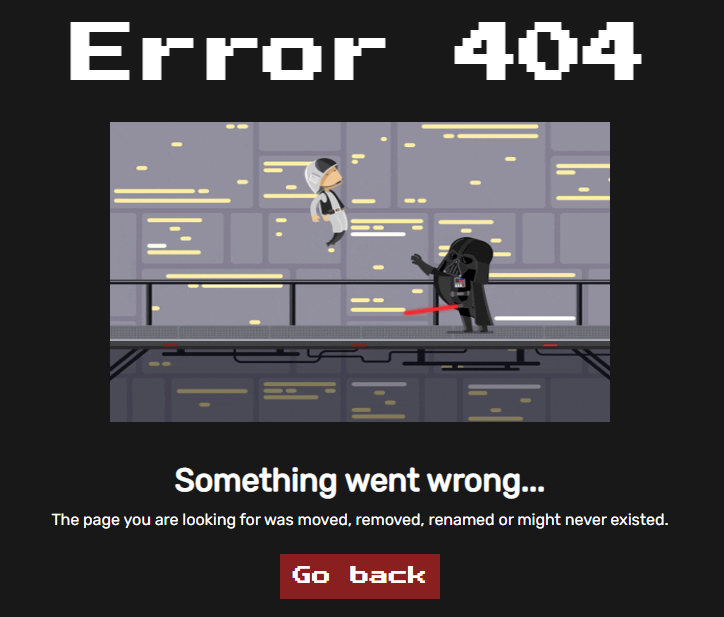 Error 404
Something went wrong...
The page you are looking for was moved, removed, renamed or might never existed.
Go back